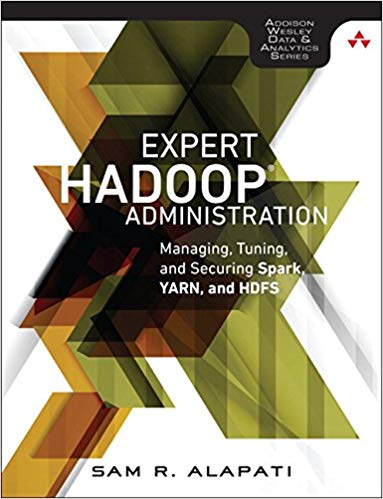 ADDISON
WESLEY
DATA &
ANALYTICS
SERIES
EXPERT
HADOOP®
ADMINISTRATION
Managing, Tuning,
and Securing Spark,
YARN, and HDFS
SAM R. ALAPATI